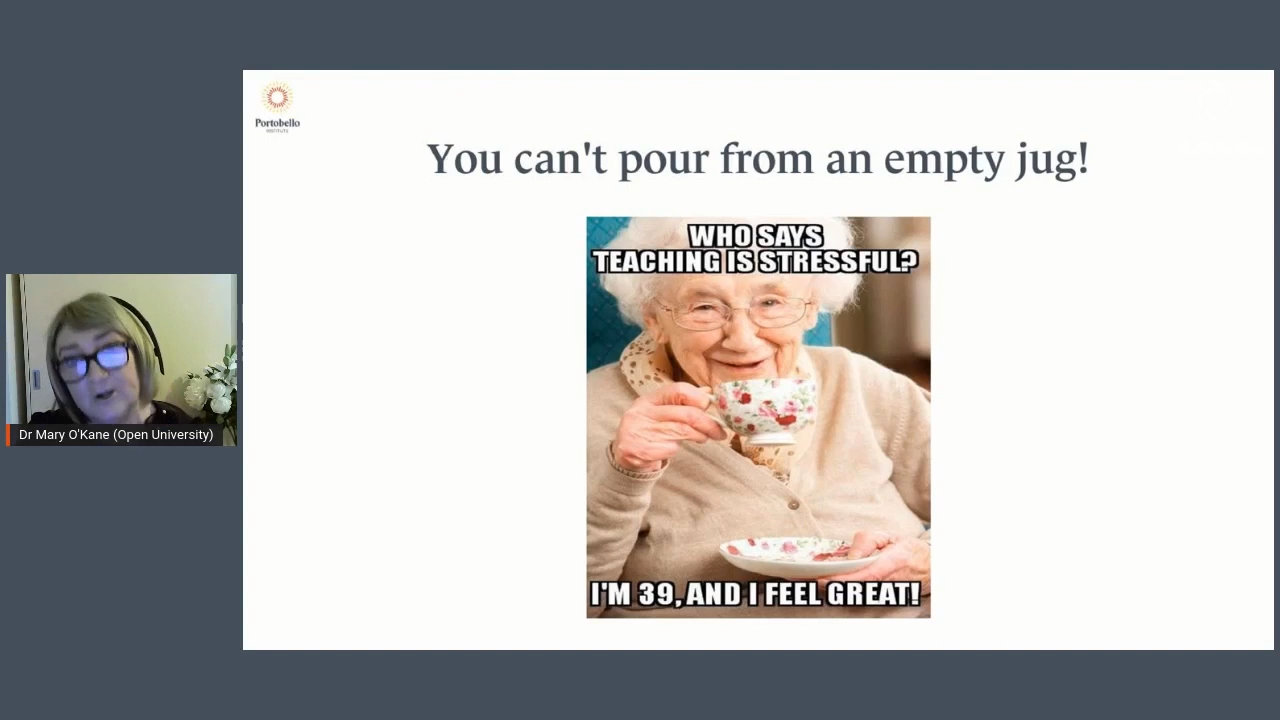 Portobello
INSTITUTE
You can't pour from an empty jug!
WHO SAYS
TEACHING IS STRESSFUL?
I'M 39, AND I FEEL GREAT!
Dr Mary O'Kane (Open University)